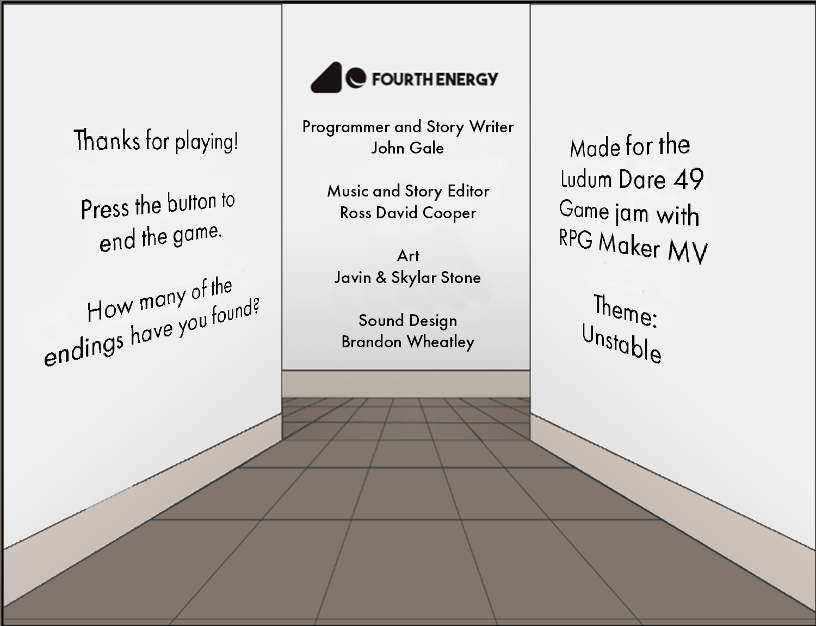 Thanks for playing!
Press the button to
end the game.
How many of the
endings have you found?
FOURTH ENERGY
Programmer and Story Writer
John Gale
Music and Story Editor
Ross David Cooper
Art
Javin & Skylar Stone
Sound Design
Brandon Wheatley
Made for the
Ludum Dare 49
Game jam with
RPG Maker MV
Theme:
Unstable